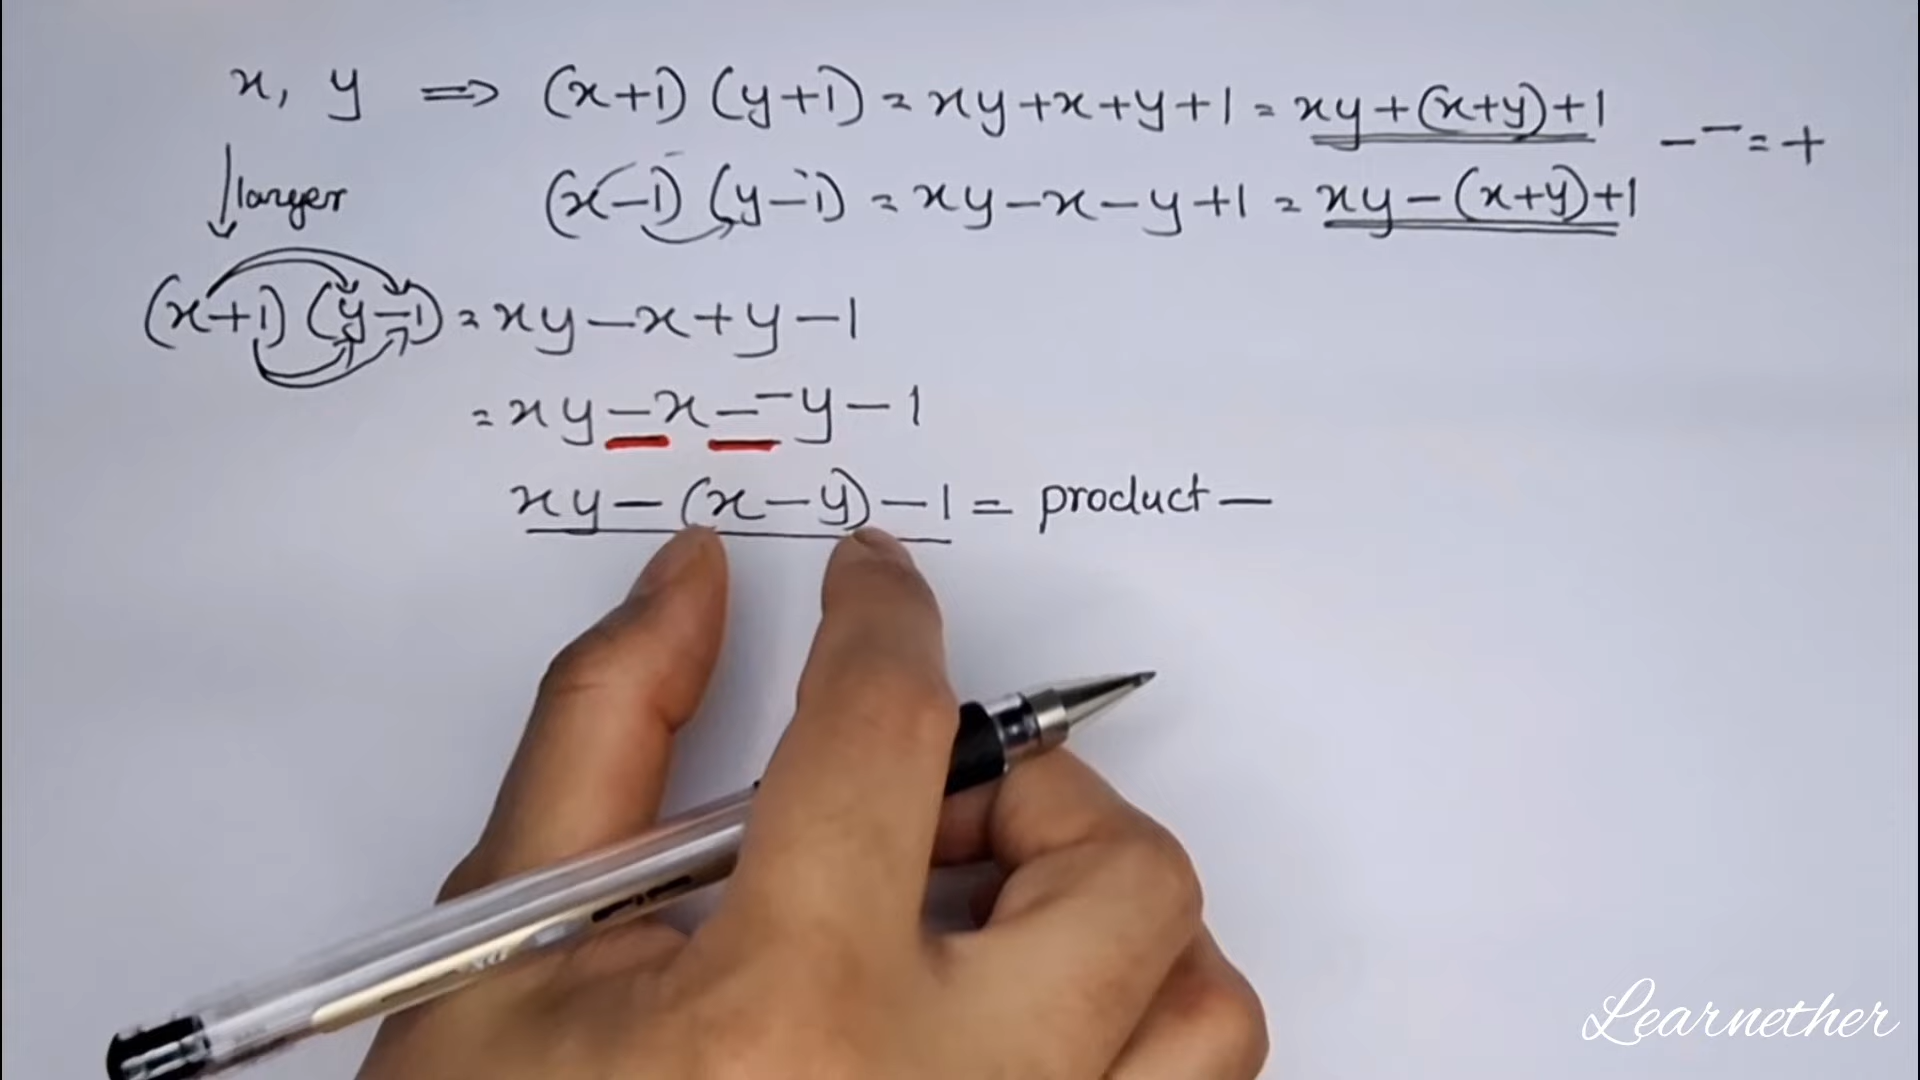 x, y ⇒ (x+1) (y+1) = xy+x+y+1 = xy+(x+y)+1
− − = +
larger
(x−1) (y−1) = xy−x−y+1 = xy−(x+y)+1
(x+1) (y−1) = xy−x+y−1
= xy−x−−y−1
xy−(x−y)−1 = product −
Learnether